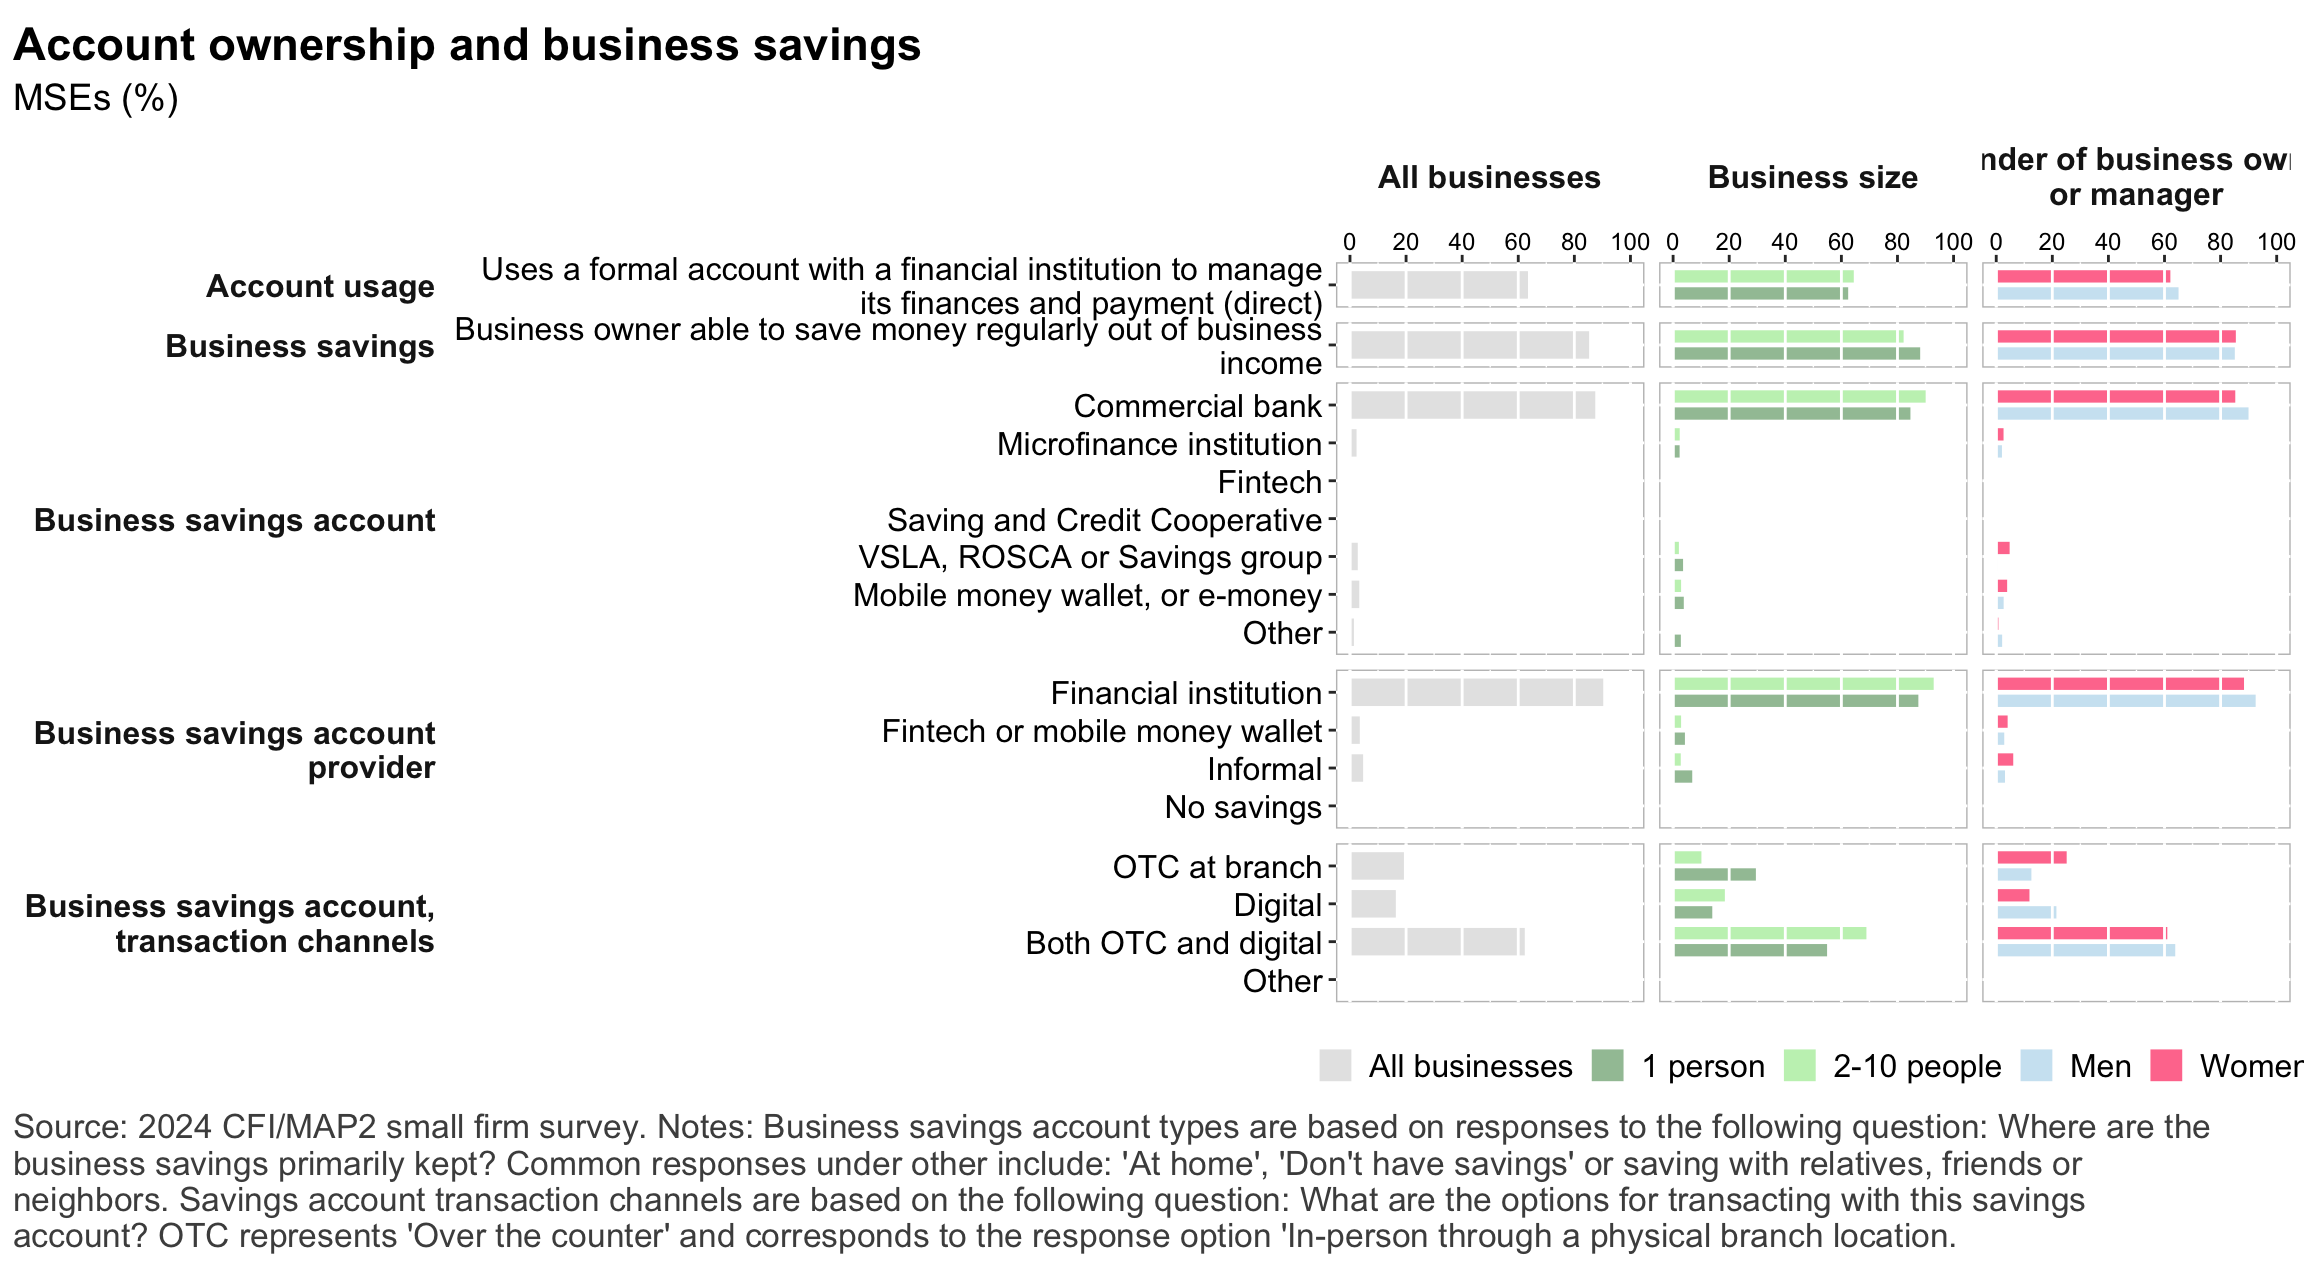 Account ownership and business savings
MSEs (%)
All businesses
Business size
nder of business own
or manager
0 20 40 60 80 100
0 20 40 60 80 100
0 20 40 60 80 100
Account usage
Uses a formal account with a financial institution to manage
its finances and payment (direct)
Business savings
Business owner able to save money regularly out of business
income
Business savings account
Commercial bank
Microfinance institution
Fintech
Saving and Credit Cooperative
VSLA, ROSCA or Savings group
Mobile money wallet, or e-money
Other
Business savings account
provider
Financial institution
Fintech or mobile money wallet
Informal
No savings
Business savings account,
transaction channels
OTC at branch
Digital
Both OTC and digital
Other
All businesses 1 person 2-10 people Men Women
Source: 2024 CFI/MAP2 small firm survey. Notes: Business savings account types are based on responses to the following question: Where are the
business savings primarily kept? Common responses under other include: 'At home', 'Don't have savings' or saving with relatives, friends or
neighbors. Savings account transaction channels are based on the following question: What are the options for transacting with this savings
account? OTC represents 'Over the counter' and corresponds to the response option 'In-person through a physical branch location.